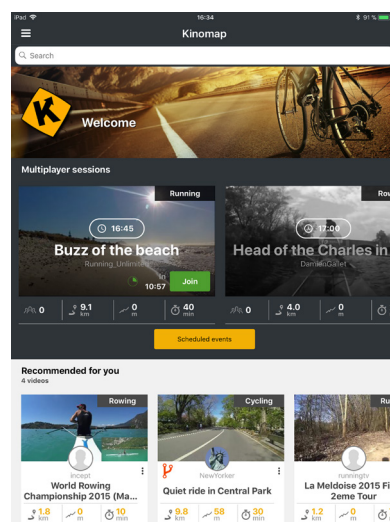 iPad 16:34 91 %
Kinomap
Search
Welcome
Multiplayer sessions
Running
16:45
Buzz of the beach
Running_Unlimited
in
10:57
Join
0 9.1 km 0 m 40 min
17:00
Head of the Charles in
DamienGallet
0 4.0 km 0 m
Scheduled events
Recommended for you
4 videos
Rowing
incept
World Rowing
Championship 2015 (Ma...
1.8 km 0 m 10 min
Cycling
NewYorker
Quiet ride in Central Park
9.8 km 58 m 30 min
runningtv
La Meldoise 2015 Fi
2eme Tour
1.2 km 0 m